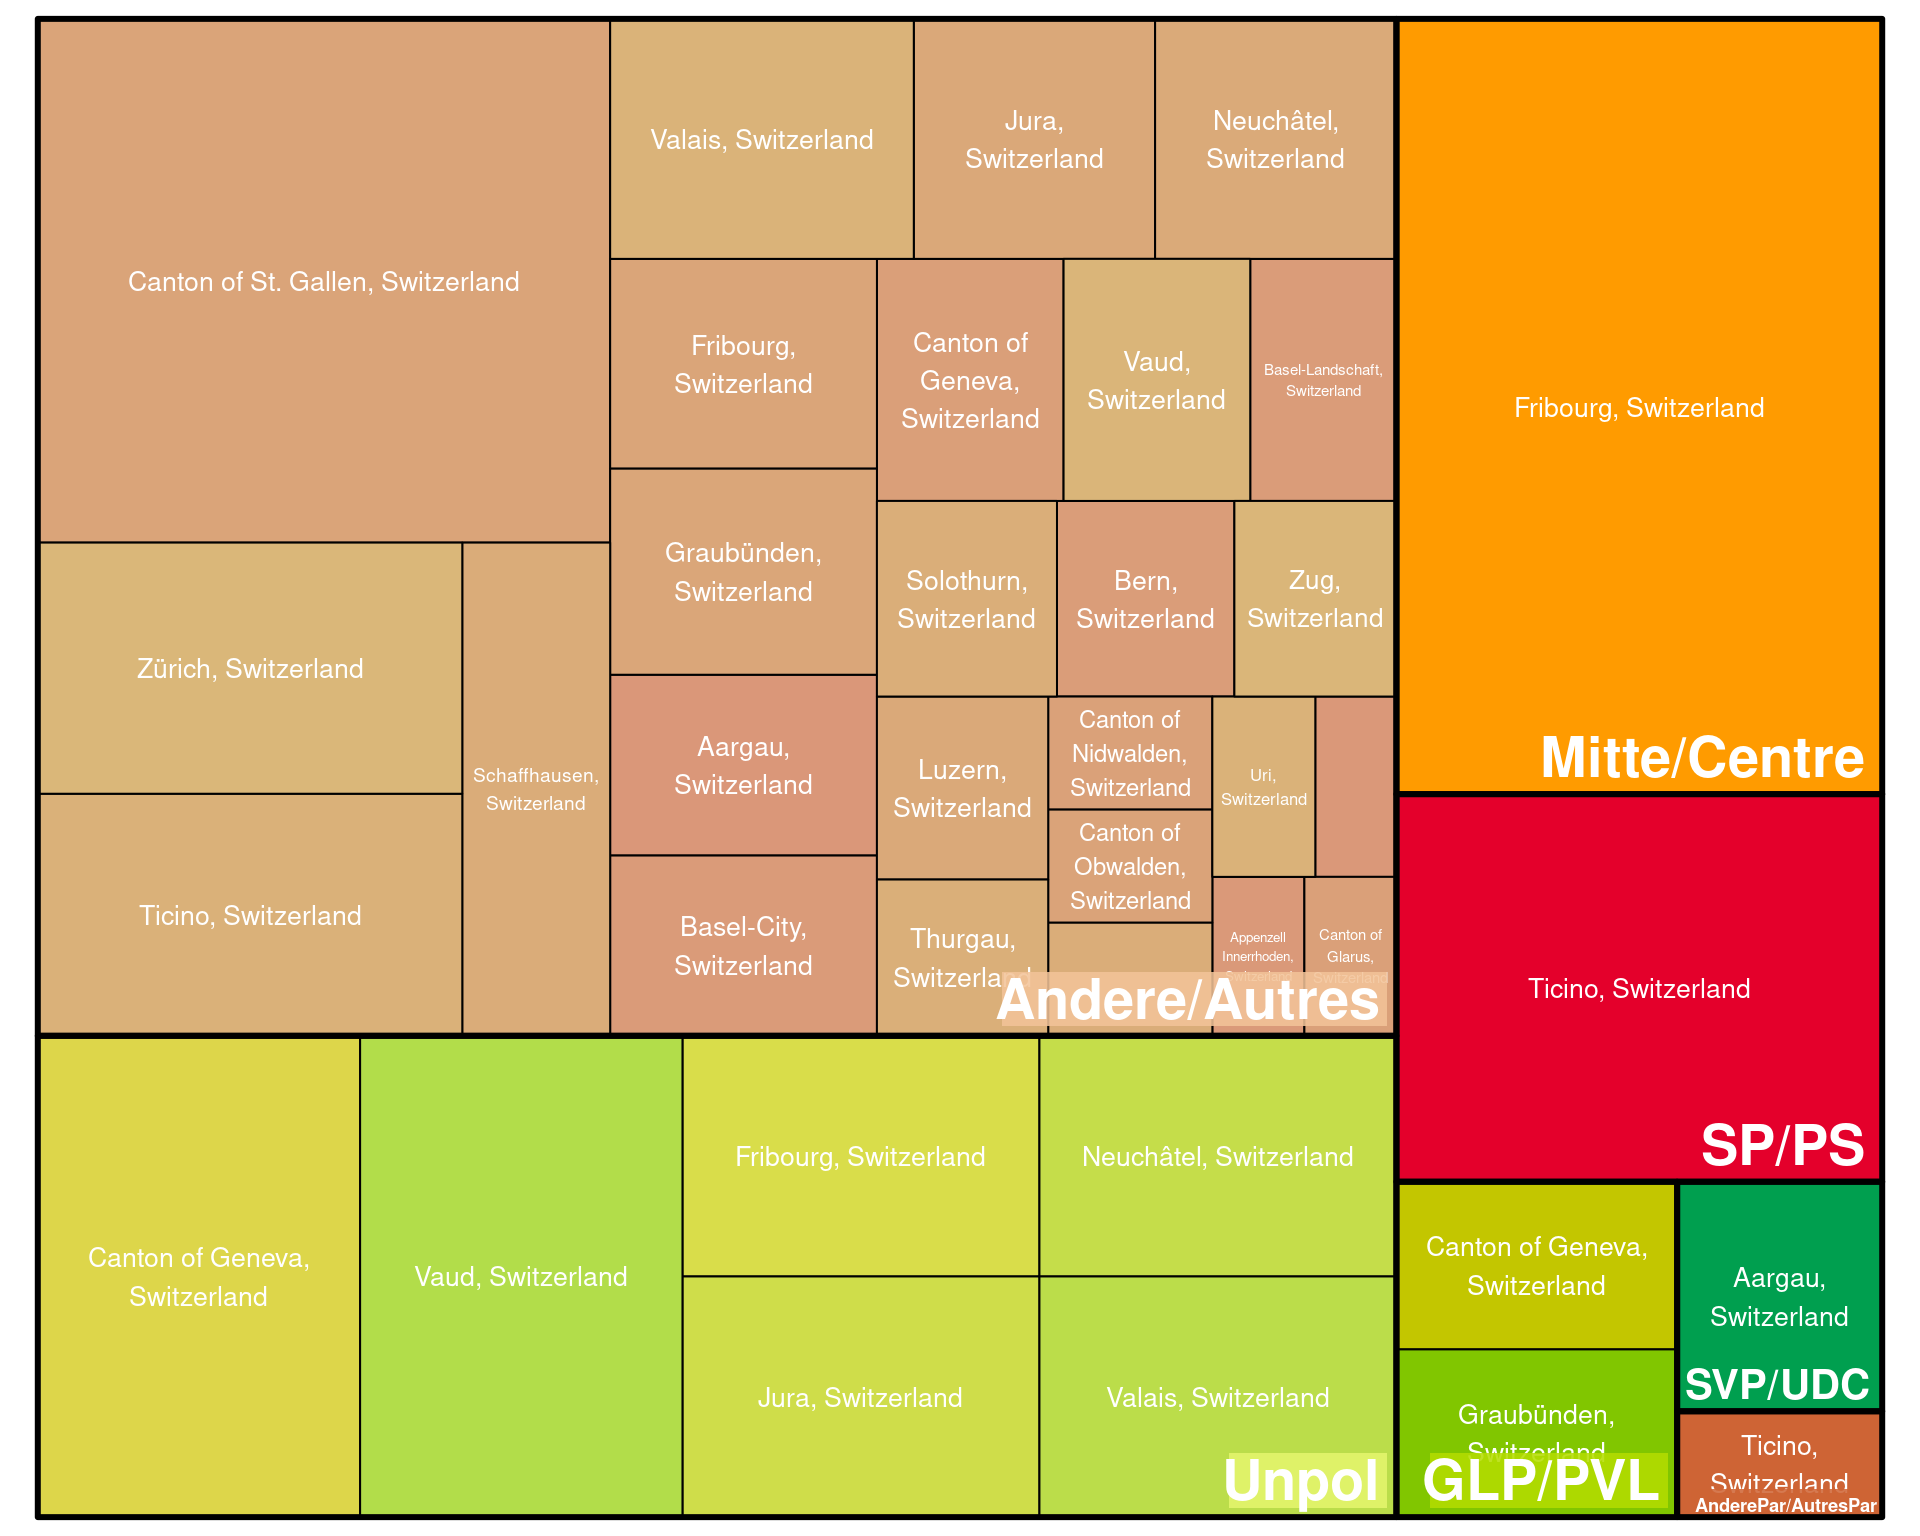 Canton of St. Gallen, Switzerland
Valais, Switzerland
Jura,
Switzerland
Neuchâtel,
Switzerland
Fribourg,
Switzerland
Canton of
Geneva,
Switzerland
Vaud,
Switzerland
Basel-Landschaft,
Switzerland
Graubünden,
Switzerland
Solothurn,
Switzerland
Bern,
Switzerland
Zug,
Switzerland
Zürich, Switzerland
Schaffhausen,
Switzerland
Ticino, Switzerland
Aargau,
Switzerland
Luzern,
Switzerland
Canton of
Nidwalden,
Switzerland
Uri,
Switzerland
Canton of
Obwalden,
Switzerland
Basel-City,
Switzerland
Thurgau,
Switzerland
Appenzell
Innerrhoden,
Switzerland
Canton of
Glarus,
Switzerland
Andere/Autres
Canton of Geneva,
Switzerland
Vaud, Switzerland
Fribourg, Switzerland
Neuchâtel, Switzerland
Jura, Switzerland
Valais, Switzerland
Unpol
Fribourg, Switzerland
Mitte/Centre
Ticino, Switzerland
SP/PS
Canton of Geneva,
Switzerland
Graubünden,
Switzerland
GLP/PVL
Aargau,
Switzerland
SVP/UDC
Ticino,
Switzerland
AnderePar/AutresPar